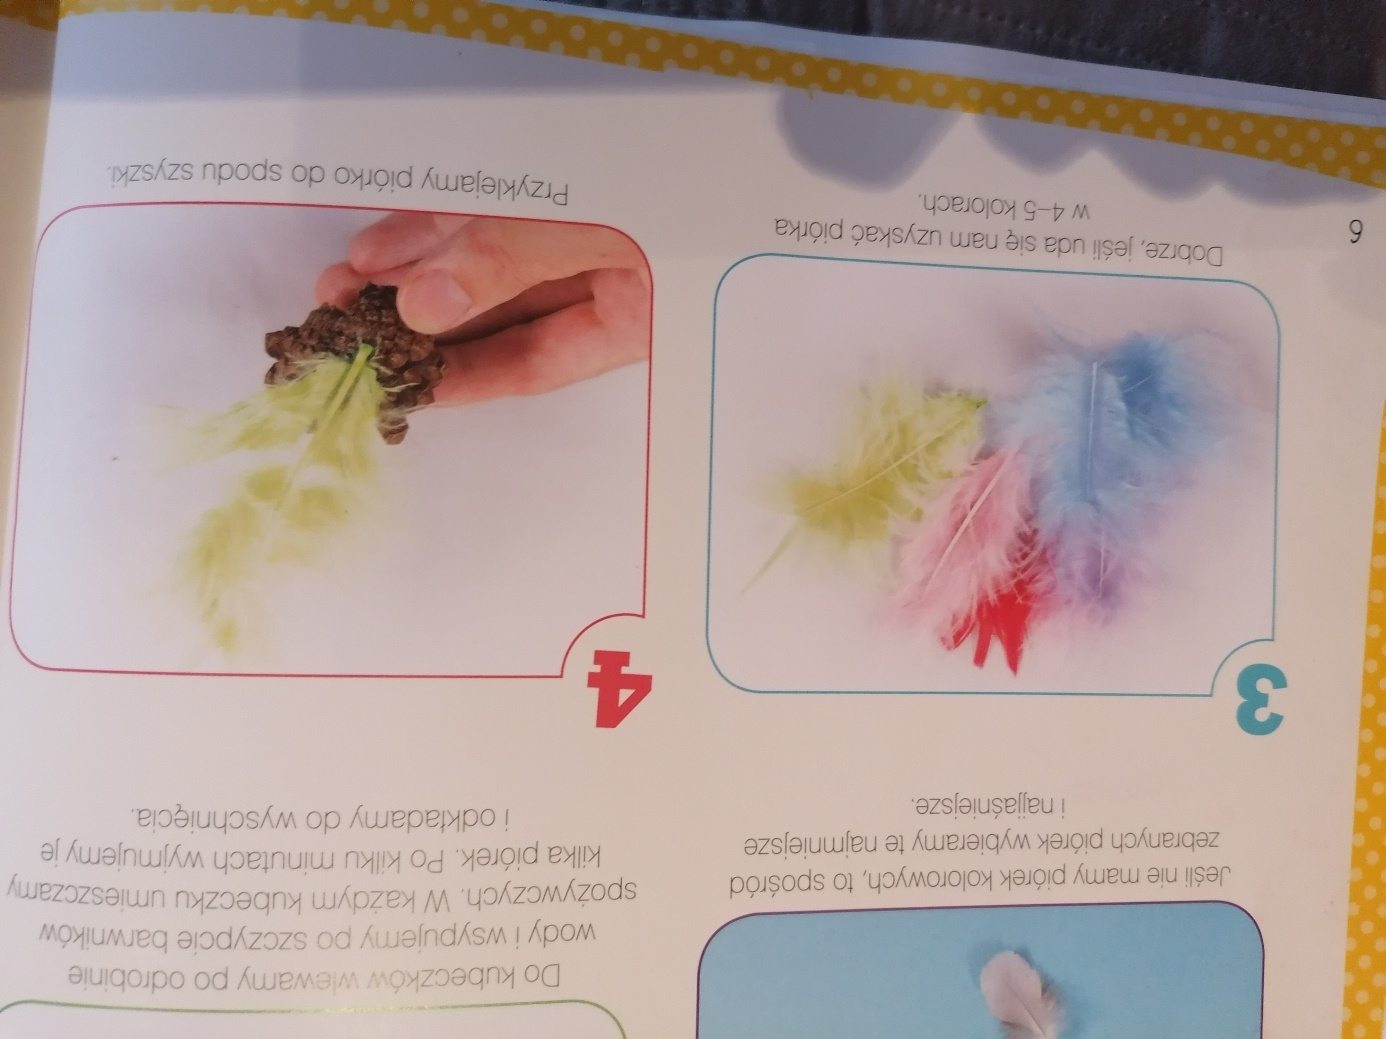 Jeśli nie mamy piórek kolorowych, to spośród
zebranych piórek wybieramy te najmniejsze
i najjaśniejsze.
Do kubeczków wlewamy po odrobinie
wody i wsypujemy po szczypcie barwników
spożywczych. W każdym kubeczku umieszczamy
kilka piórek. Po kilku minutach wyjmujemy je
i odkładamy do wyschnięcia.
3
Dobrze, jeśli uda się nam uzyskać piórka
w 4–5 kolorach.
4
Przyklejamy piórko do spodu szyszki.
6